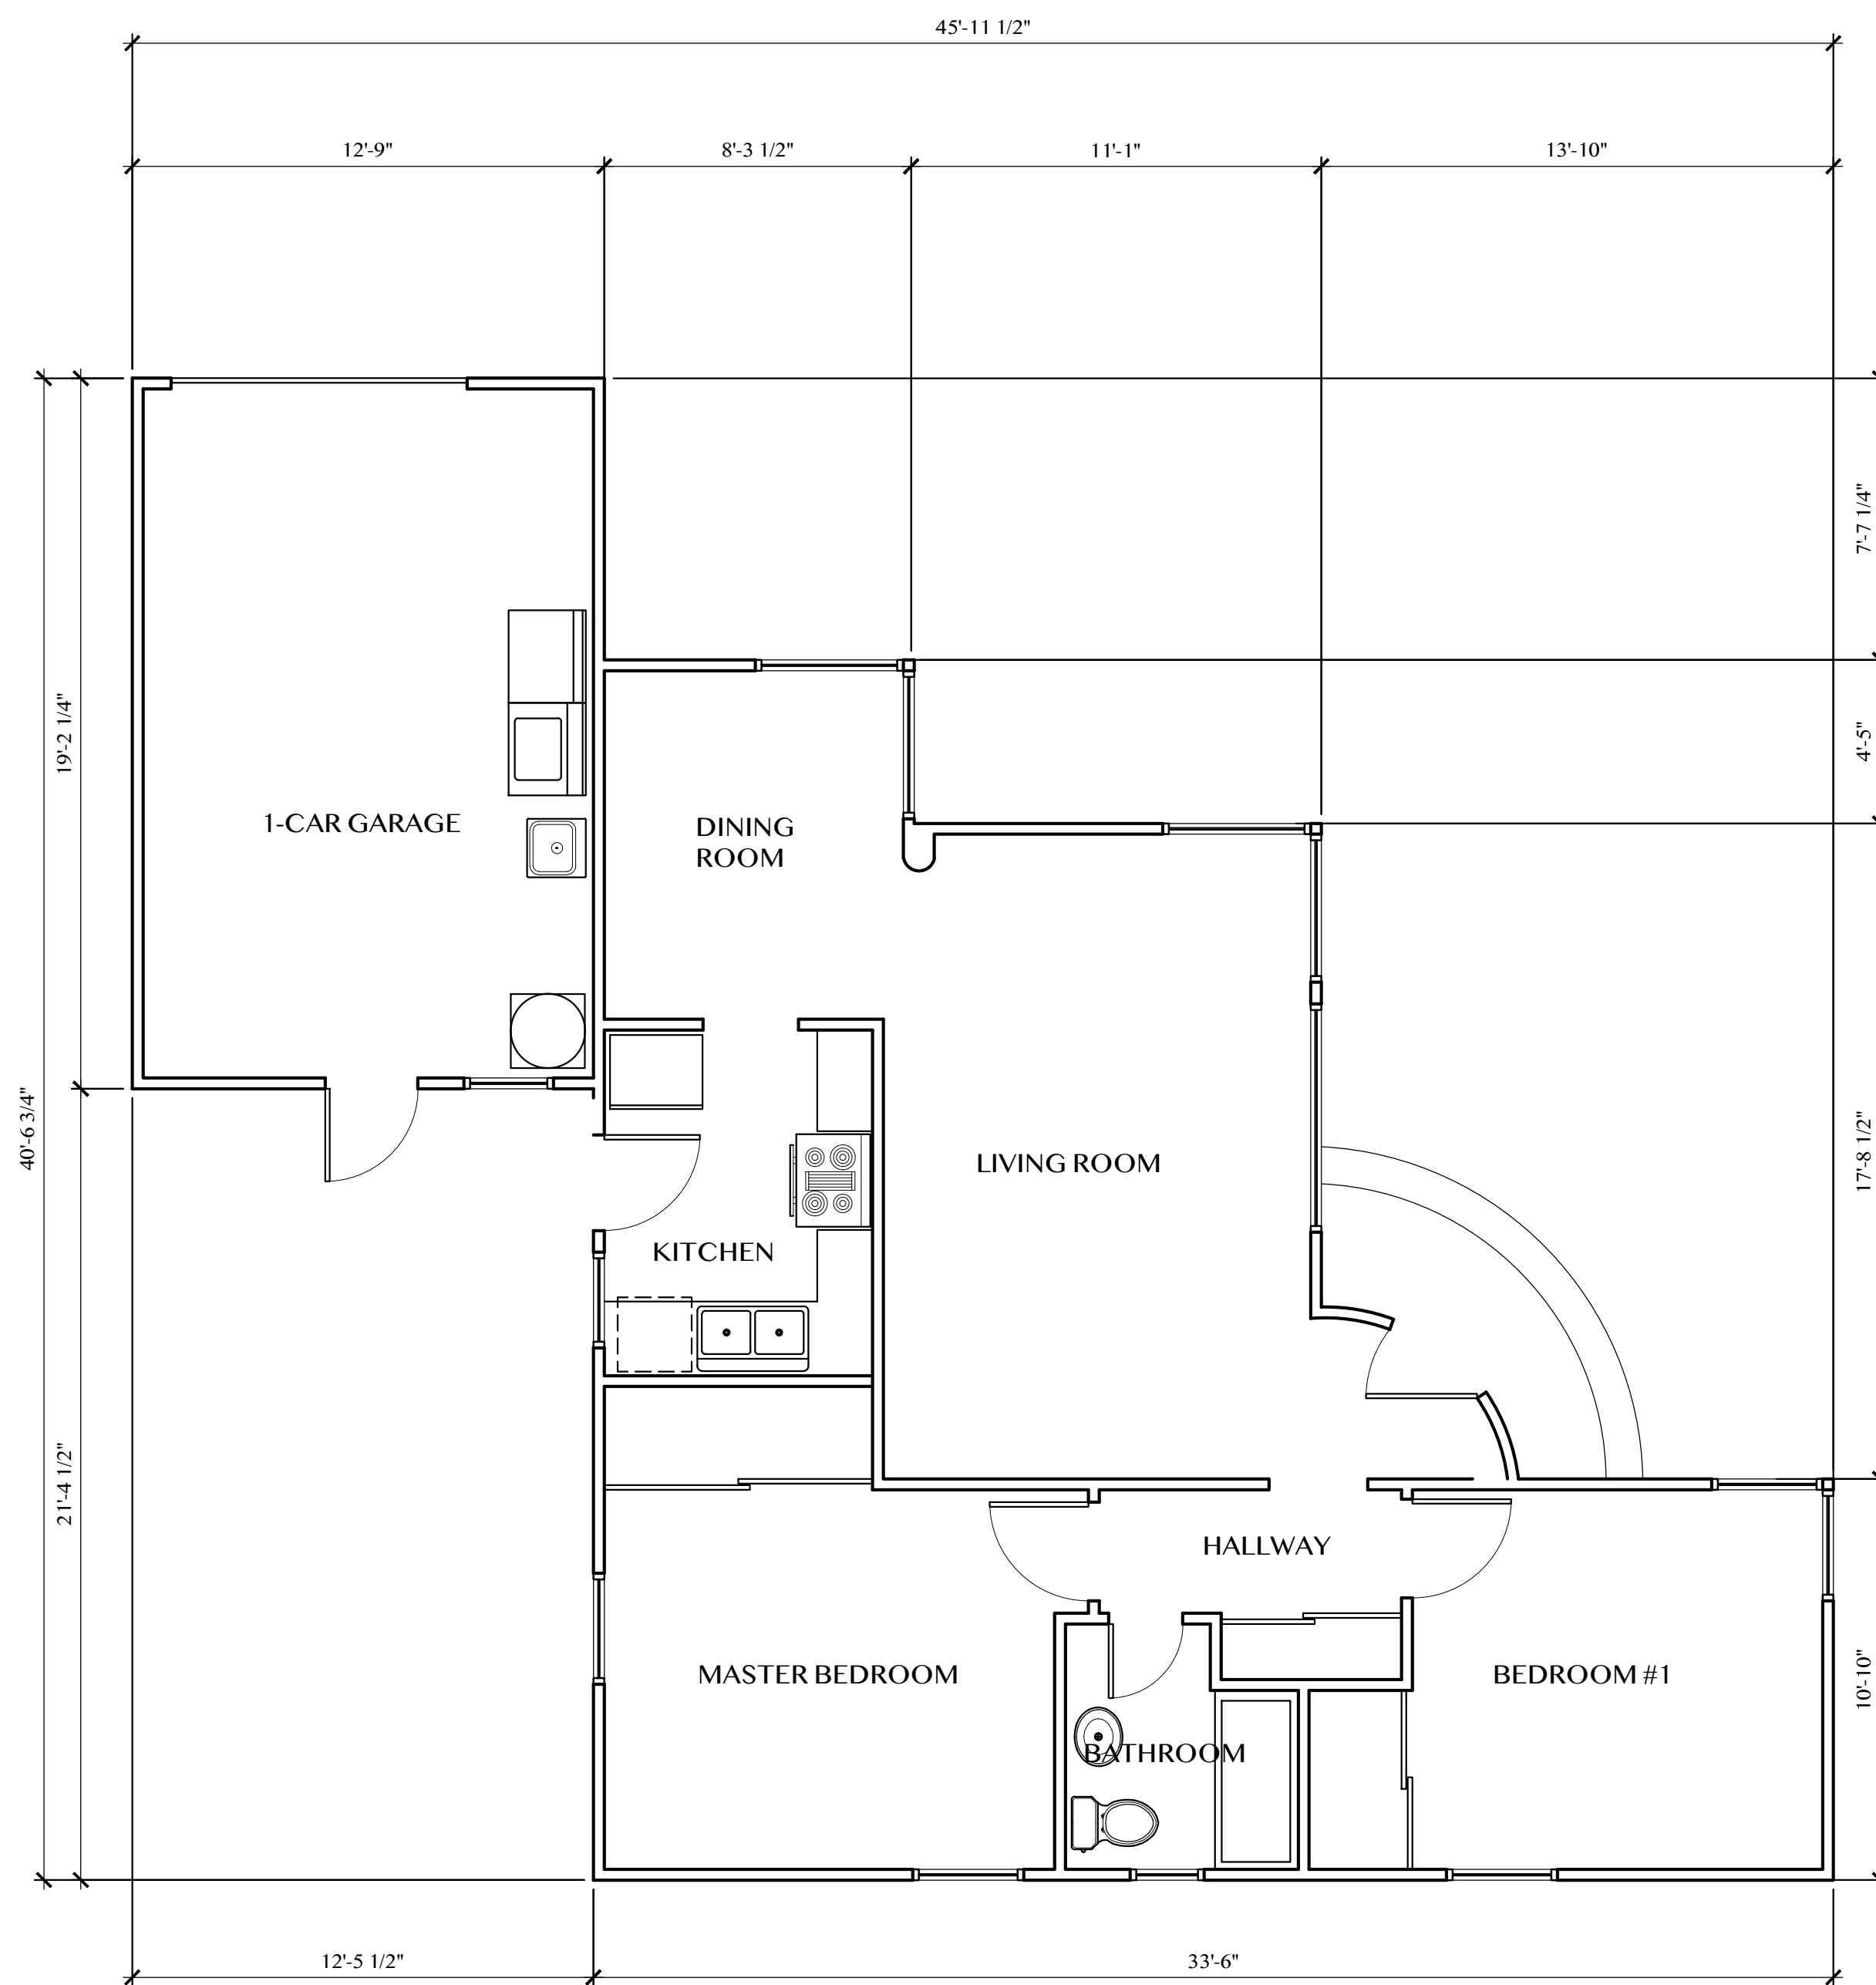 45'-11 1/2"
12'-9"
8'-3 1/2"
11'-1"
13'-10"
7'-7 1/4"
4'-5"
19'-2 1/4"
1-CAR GARAGE
DINING
ROOM
40'-6 3/4"
17'-8 1/2"
LIVING ROOM
KITCHEN
21'-4 1/2"
HALLWAY
MASTER BEDROOM
BEDROOM #1
10'-10"
BATHROOM
12'-5 1/2"
33'-6"